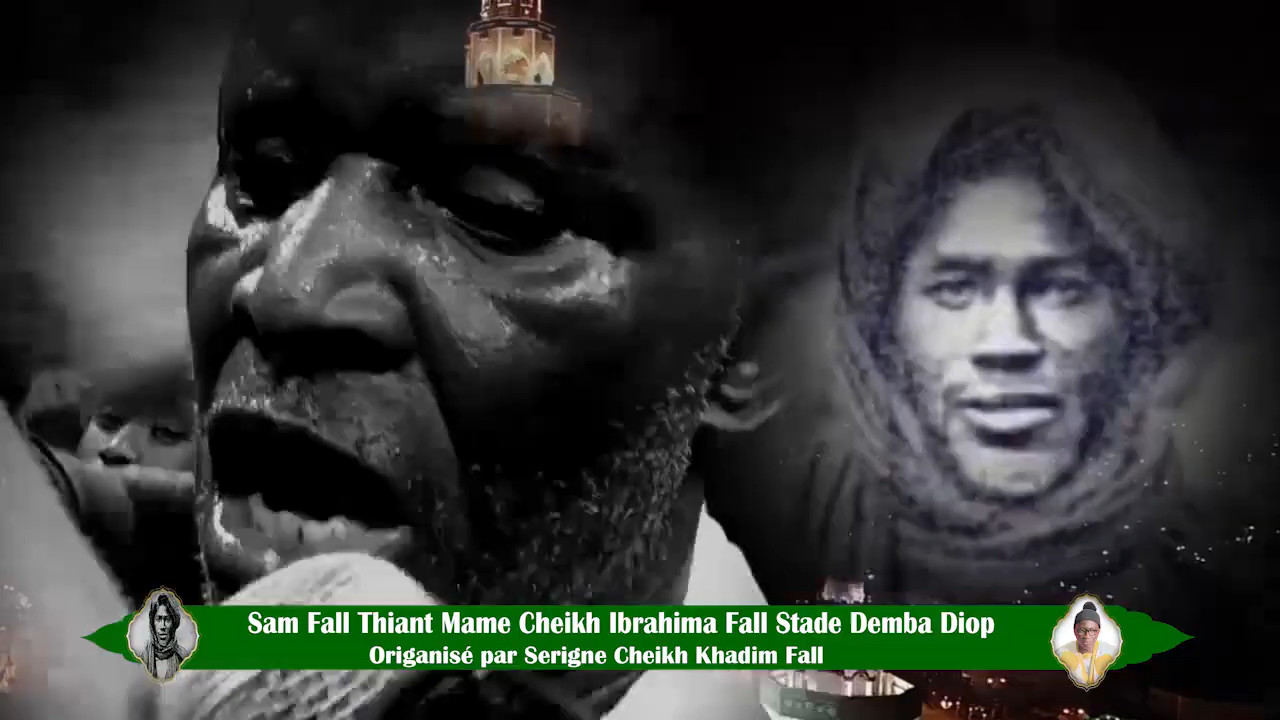 Sam Fall Thiant Mame Cheikh Ibrahima Fall Stade Demba Diop
Origanisé par Serigne Cheikh Khadim Fall